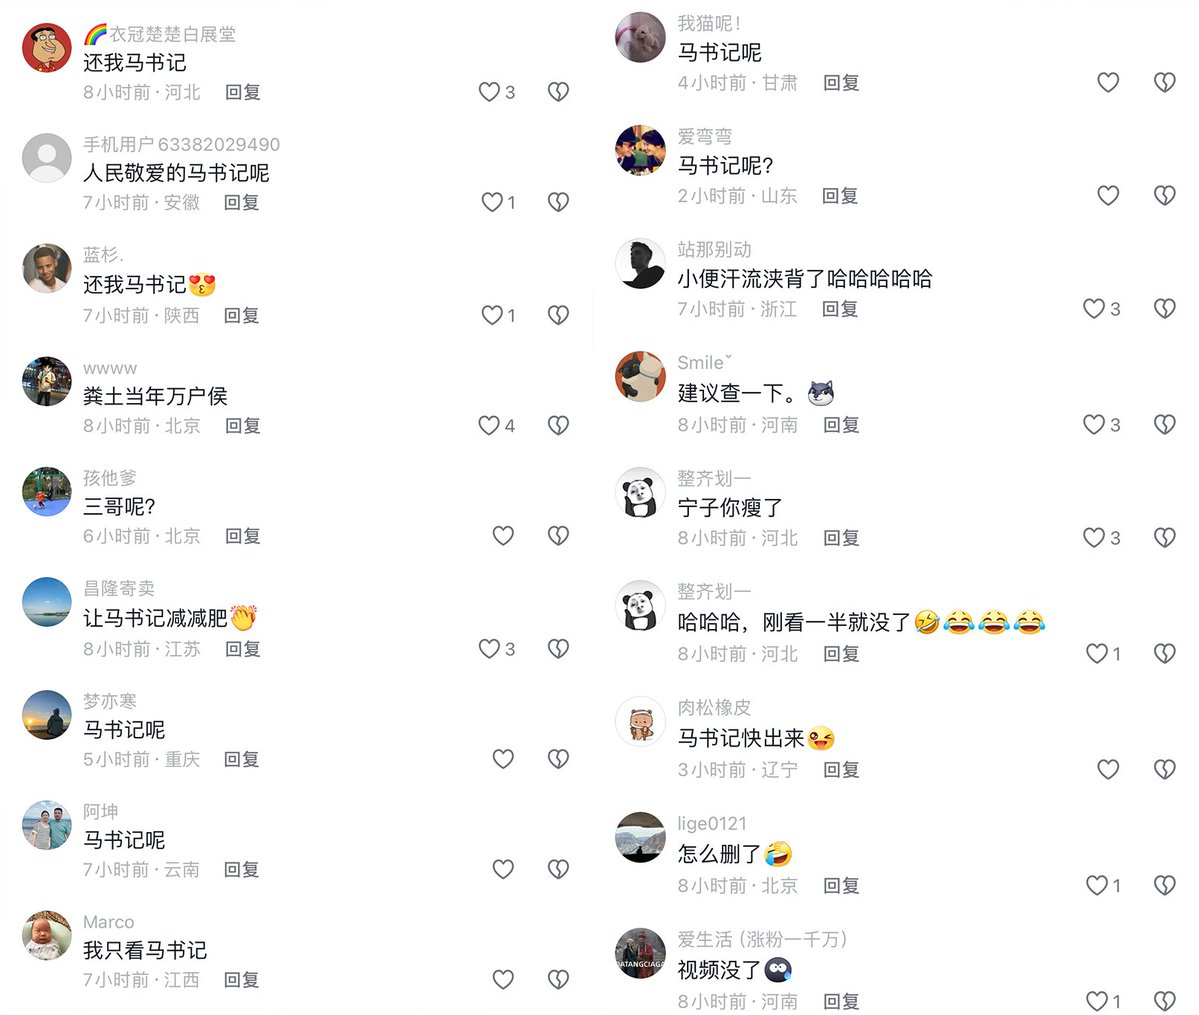 衣冠楚楚白展堂
还我马书记
8小时前·河北 回复
3
手机用户63382029490
人民敬爱的马书记呢
7小时前·安徽 回复
1
蓝杉.
还我马书记😍
7小时前·陕西 回复
1
wwww
粪土当年万户侯
8小时前·北京 回复
4
孩他爹
三哥呢?
6小时前·北京 回复
昌隆寄卖
让马书记减减肥👏
8小时前·江苏 回复
3
梦亦寒
马书记呢
5小时前·重庆 回复
阿坤
马书记呢
7小时前·云南 回复
Marco
我只看马书记
7小时前·江西 回复
我猫呢!
马书记呢
4小时前·甘肃 回复
爱弯弯
马书记呢?
2小时前·山东 回复
站那别动
小便汗流浃背了哈哈哈哈哈
7小时前·浙江 回复
3
Smileˇ
建议查一下。
8小时前·河南 回复
3
整齐划一
宁子你瘦了
8小时前·河北 回复
3
整齐划一
哈哈哈，刚看一半就没了🤣😂😂😂
8小时前·河北 回复
1
肉松橡皮
马书记快出来😜
3小时前·辽宁 回复
lige0121
怎么删了🤣
8小时前·北京 回复
1
DATANGCIAGA
爱生活（涨粉一千万）
视频没了
8小时前·河南 回复
1